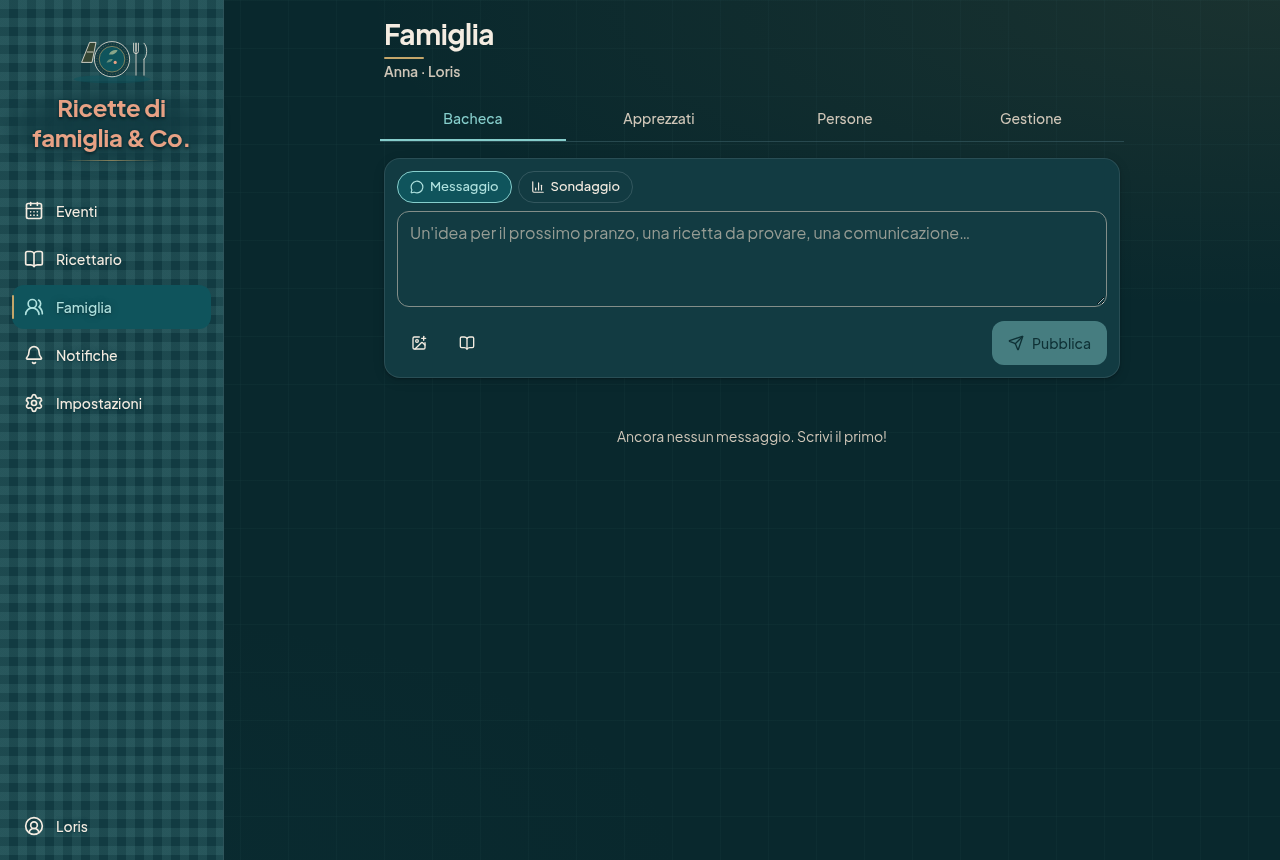 Ricette di
famiglia & Co.
Eventi
Ricettario
Famiglia
Notifiche
Impostazioni
Loris
Famiglia
Anna · Loris
Bacheca
Apprezzati
Persone
Gestione
Messaggio
Sondaggio
Un'idea per il prossimo pranzo, una ricetta da provare, una comunicazione…
Pubblica
Ancora nessun messaggio. Scrivi il primo!